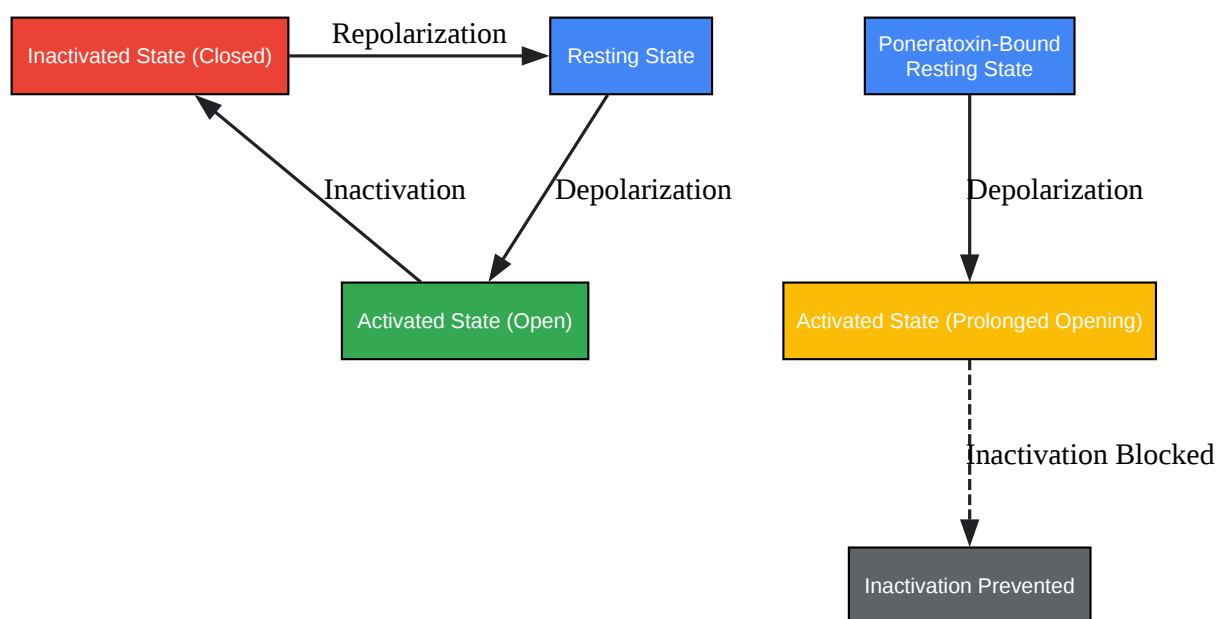 Inactivated State (Closed)
Repolarization
Resting State
Poneratoxin-Bound
Resting State
Inactivation
Depolarization
Depolarization
Activated State (Open)
Activated State (Prolonged Opening)
Inactivation Blocked
Inactivation Prevented